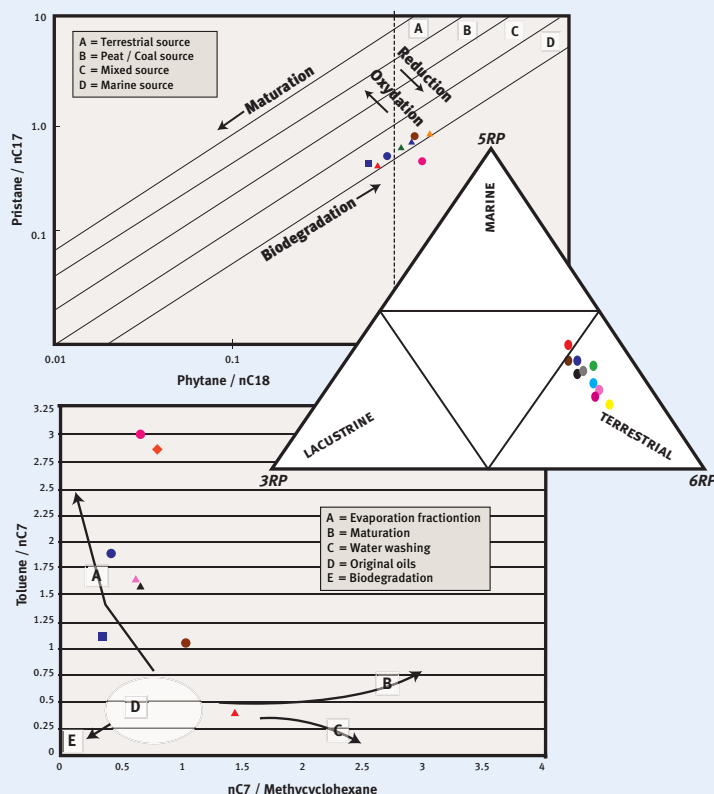 10
1.0
0.1
0.01
0.1
Pristane / nC17
Phytane / nC18
A = Terrestrial source
B = Peat / Coal source
C = Mixed source
D = Marine source
A
B
C
D
Maturation
Reduction
Oxydation
Biodegradation
5RP
MARINE
LACUSTRINE
TERRESTRIAL
3RP
6RP
3.25
3
2.75
2.5
2.25
2
1.75
1.5
1.25
1
0.75
0.5
0.25
0
0
0.5
1
1.5
2
2.5
3
3.5
4
Toluene / nC7
nC7 / Methycyclohexane
A = Evaporation fractiontion
B = Maturation
C = Water washing
D = Original oils
E = Biodegradation
A
B
C
D
E